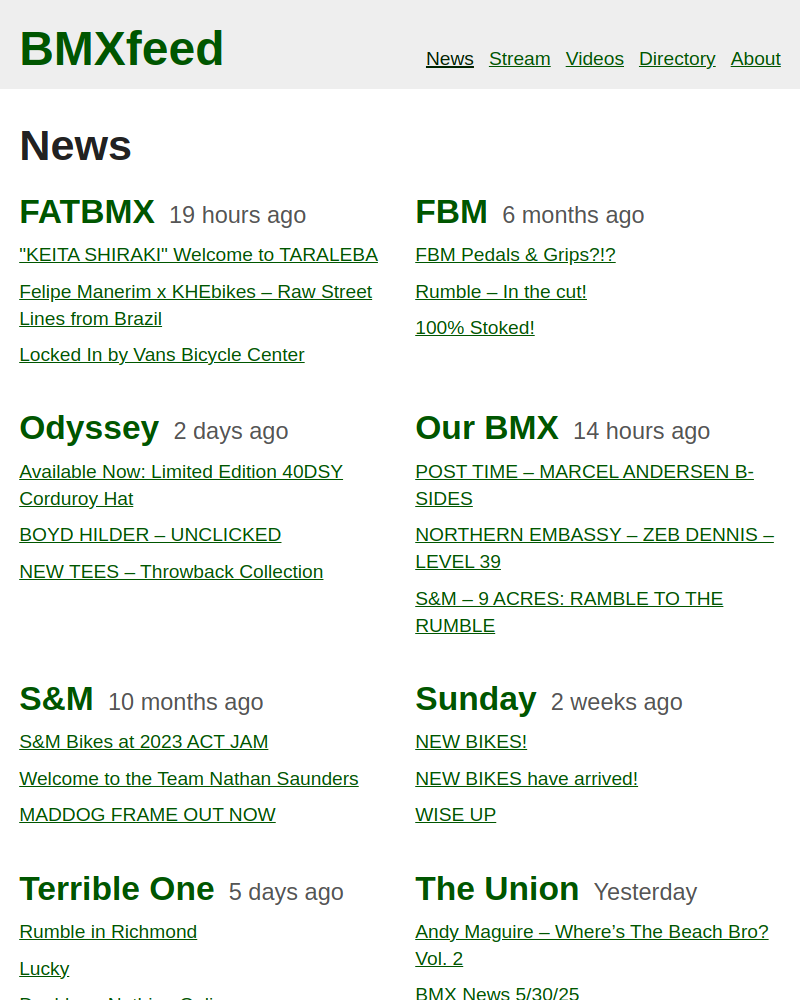 BMXfeed
News Stream Videos Directory About
News
FATBMX 19 hours ago
"KEITA SHIRAKI" Welcome to TARALEBA
Felipe Manerim x KHEbikes – Raw Street
Lines from Brazil
Locked In by Vans Bicycle Center
FBM 6 months ago
FBM Pedals & Grips?!?
Rumble – In the cut!
100% Stoked!
Odyssey 2 days ago
Available Now: Limited Edition 40DSY
Corduroy Hat
BOYD HILDER – UNCLICKED
NEW TEES – Throwback Collection
Our BMX 14 hours ago
POST TIME – MARCEL ANDERSEN B-
SIDES
NORTHERN EMBASSY – ZEB DENNIS –
LEVEL 39
S&M – 9 ACRES: RAMBLE TO THE
RUMBLE
S&M 10 months ago
S&M Bikes at 2023 ACT JAM
Welcome to the Team Nathan Saunders
MADDOG FRAME OUT NOW
Sunday 2 weeks ago
NEW BIKES!
NEW BIKES have arrived!
WISE UP
Terrible One 5 days ago
Rumble in Richmond
Lucky
The Union Yesterday
Andy Maguire – Where’s The Beach Bro?
Vol. 2
BMX News 5/30/25